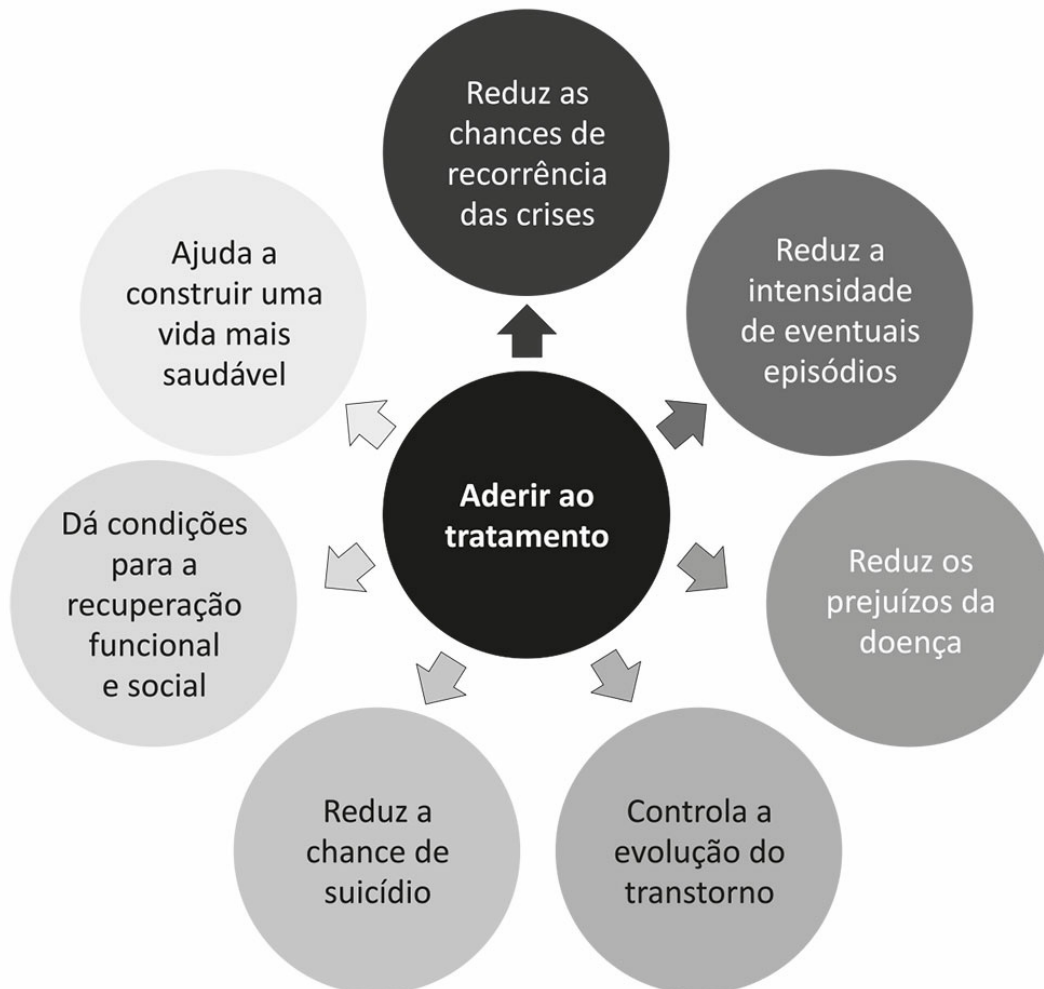 Reduz as
chances de
recorrência
das crises
Reduz a
intensidade
de eventuais
episódios
Reduz os
prejuízos da
doença
Controla a
evolução do
transtorno
Reduz a
chance de
suicídio
Dá condições
para a
recuperação
funcional
e social
Ajuda a
construir uma
vida mais
saudável
Aderir ao
tratamento